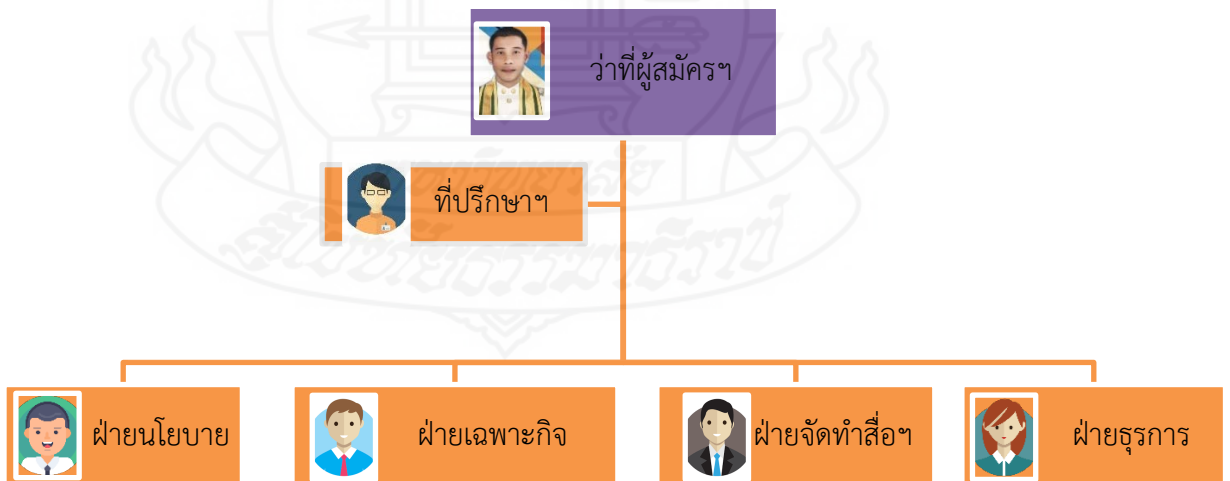 ว่าที่ผู้สมัครฯ
ที่ปรึกษาฯ
ฝ่ายนโยบาย
ฝ่ายเฉพาะกิจ
ฝ่ายจัดทำสื่อฯ
ฝ่ายธุรการ